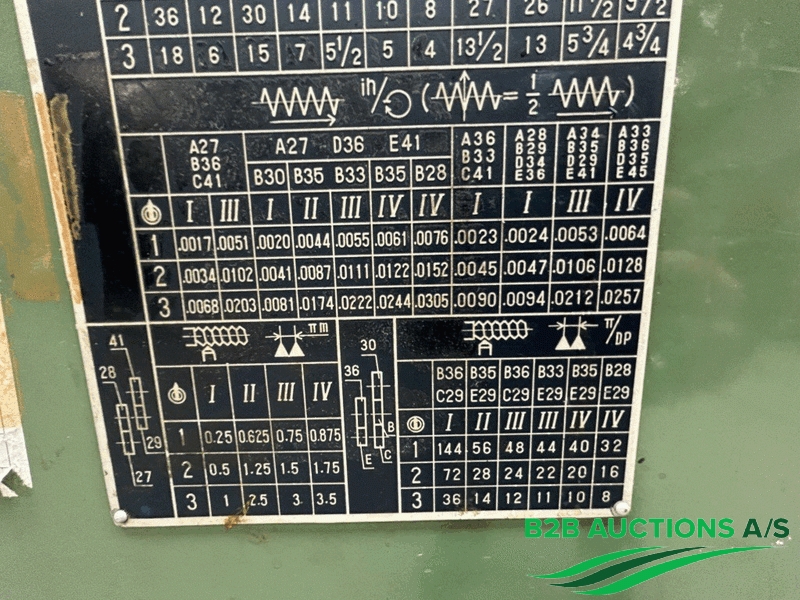 2 36 12 30 14 11 10 8 27 26 11 1/2 9 1/2
3 18 6 15 7 5 1/2 5 4 13 1/2 13 5 3/4 4 3/4
in/ ( = 1/2 )
A27 B36 C41 A27 D36 E41 A36 B33 C41 A28 B29 D34 E36 A34 B35 D29 E41 A33 B36 D35 E45
B30 B35 B33 B35 B28
I III I II III IV IV I I III IV
1 .0017 .0051 .0020 .0044 .0055 .0061 .0076 .0023 .0024 .0053 .0064
2 .0034 .0102 .0041 .0087 .0111 .0122 .0152 .0045 .0047 .0106 .0128
3 .0068 .0203 .0081 .0174 .0222 .0244 .0305 .0090 .0094 .0212 .0257
41 28 29 27
A π m
I II III IV
1 0.25 0.625 0.75 0.875
2 0.5 1.25 1.5 1.75
3 1 2.5 3 3.5
30 36 B C E
A π/DP
B36 B35 B36 B33 B35 B28
C29 E29 C29 E29 E29 E29
I II III III IV IV
1 144 56 48 44 40 32
2 72 28 24 22 20 16
3 36 14 12 11 10 8
B2B AUCTIONS A/S